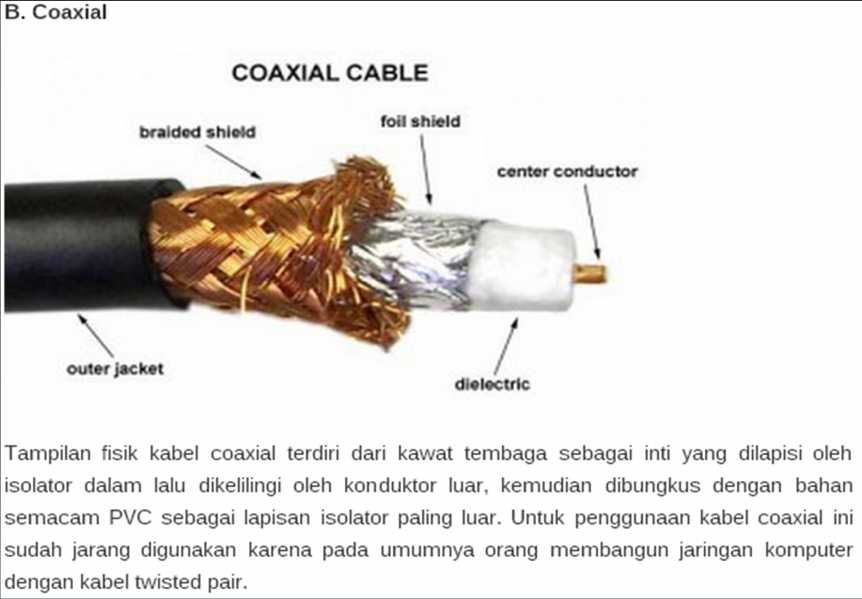 B. Coaxial
COAXIAL CABLE
foil shield
braided shield
center conductor
outer jacket
dielectric
Tampilan fisik kabel coaxial terdiri dari kawat tembaga sebagai inti yang dilapisi oleh
isolator dalam lalu dikelilingi oleh konduktor luar, kemudian dibungkus dengan bahan
semacam PVC sebagai lapisan isolator paling luar. Untuk penggunaan kabel coaxial ini
sudah jarang digunakan karena pada umumnya orang membangun jaringan komputer
dengan kabel twisted pair.